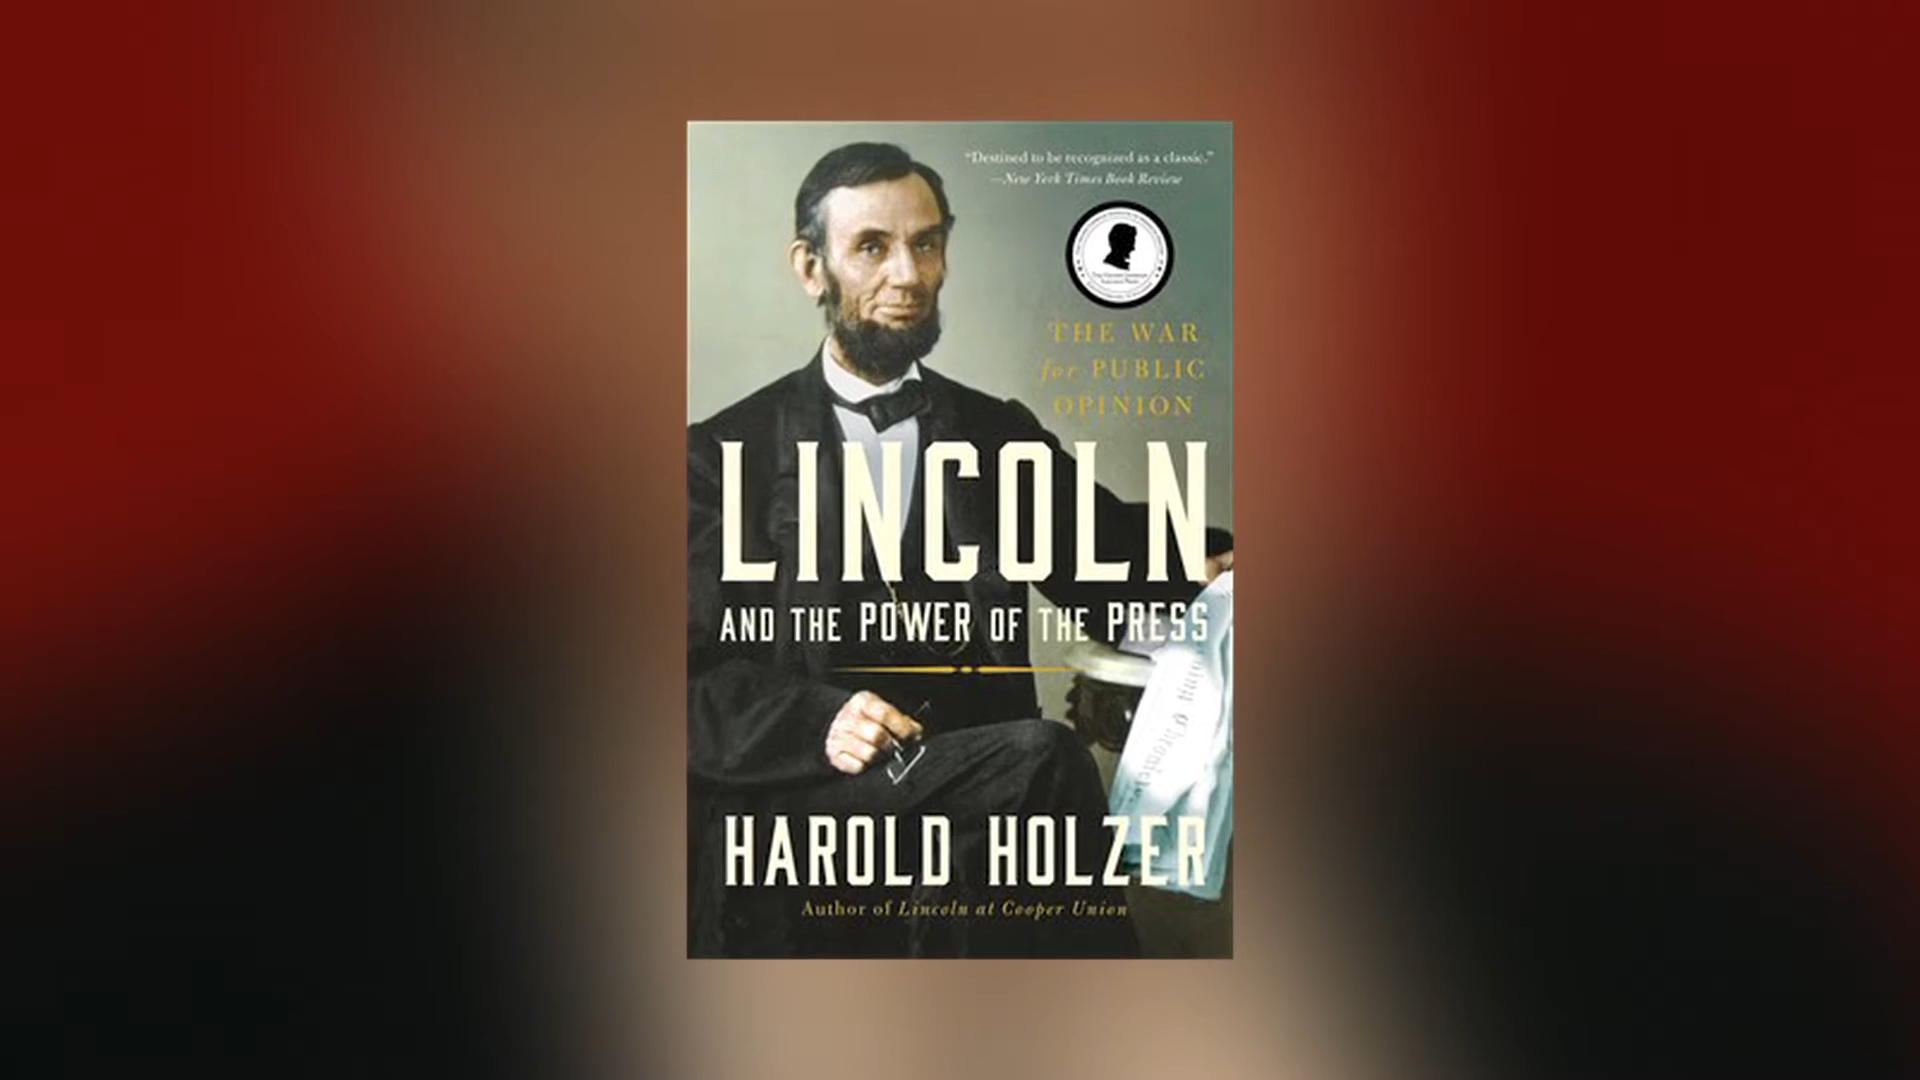 “Destined to be recognized as a classic.”
—New York Times Book Review
THE WAR
for PUBLIC
OPINION
LINCOLN
AND THE POWER OF THE PRESS
HAROLD HOLZER
Author of Lincoln at Cooper Union